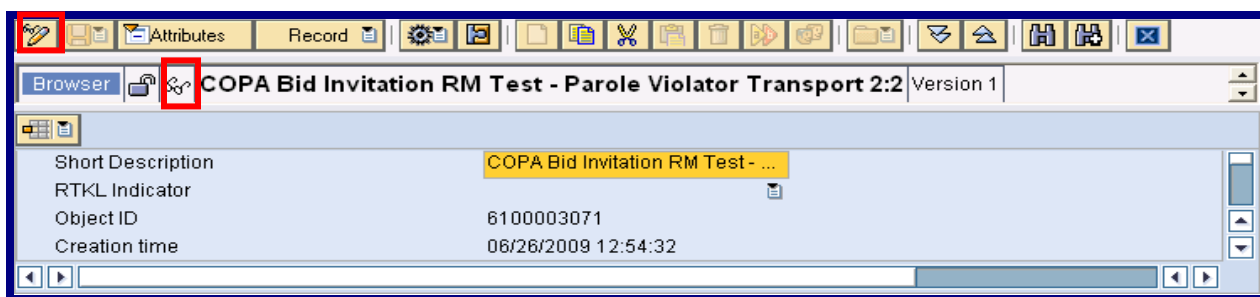 Attributes Record
Browser COPA Bid Invitation RM Test - Parole Violator Transport 2:2 Version 1
Short Description COPA Bid Invitation RM Test - ...
RTKL Indicator
Object ID 6100003071
Creation time 06/26/2009 12:54:32